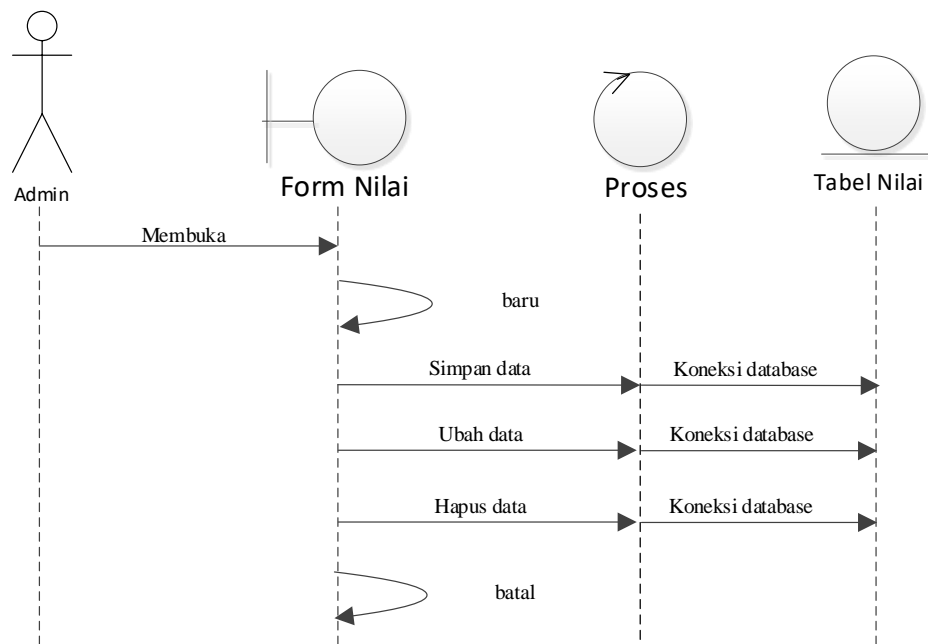 Admin
Form Nilai
Proses
Tabel Nilai
Membuka
baru
Simpan data
Koneksi database
Ubah data
Koneksi database
Hapus data
Koneksi database
batal